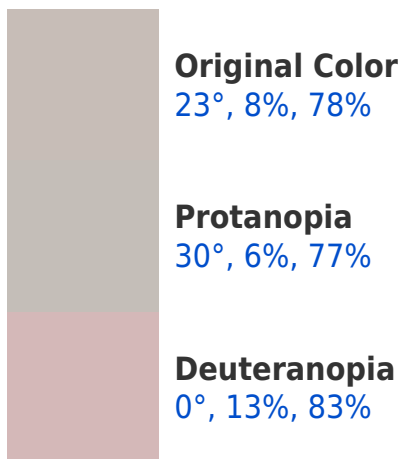 Original Color
23°, 8%, 78%
Protanopia
30°, 6%, 77%
Deuteranopia
0°, 13%, 83%